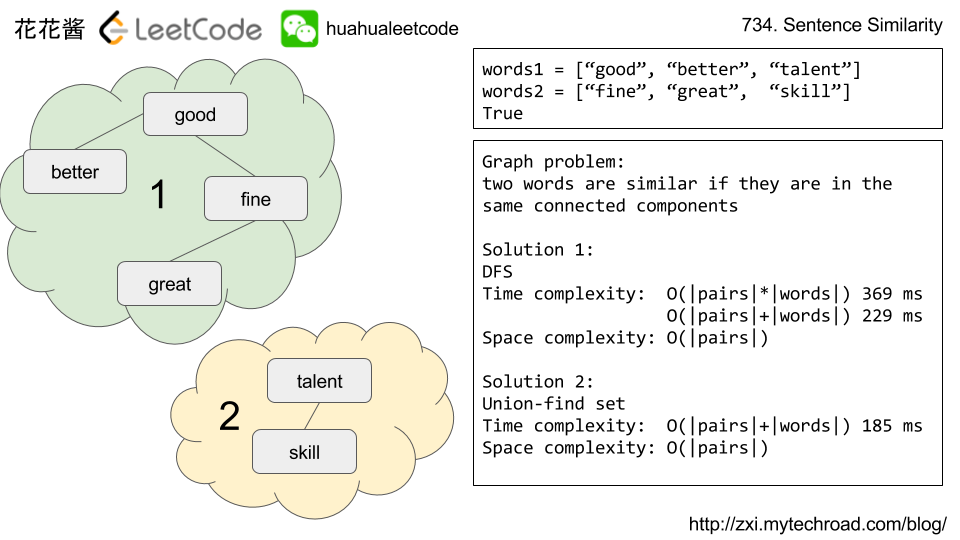 花花酱 LeetCode huahualeetcode
734. Sentence Similarity
good
better
1
fine
great
talent
2
skill
words1 = [“good”, “better”, “talent”]
words2 = [“fine”, “great”,  “skill”]
True
Graph problem:
two words are similar if they are in the
same connected components
Solution 1:
DFS
Time complexity:  O(|pairs|*|words|) 369 ms
O(|pairs|+|words|) 229 ms
Space complexity: O(|pairs|)
Solution 2:
Union-find set
Time complexity:  O(|pairs|+|words|) 185 ms
Space complexity: O(|pairs|)
http://zxi.mytechroad.com/blog/